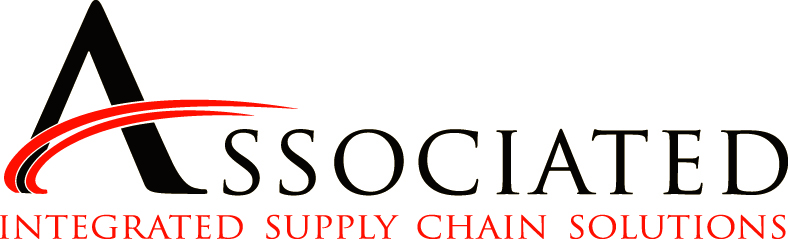 ASSOCIATED
INTEGRATED SUPPLY CHAIN SOLUTIONS